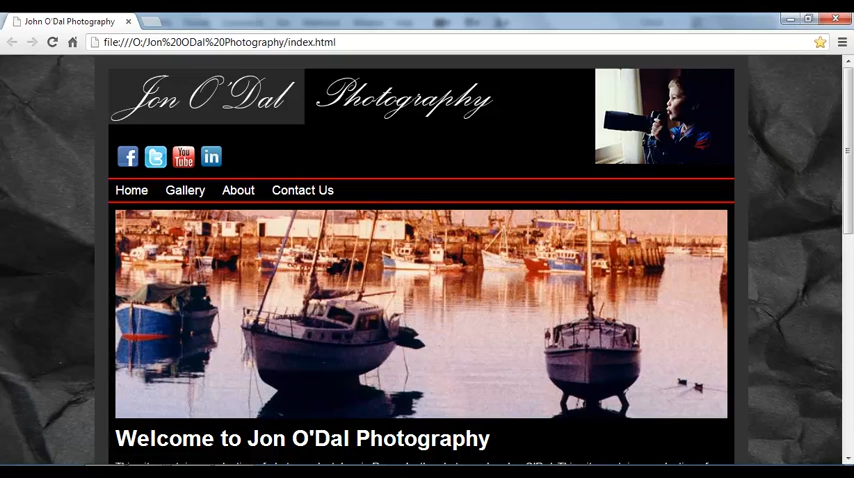 John O'Dal Photography
file:///O:/Jon%20ODal%20Photography/index.html
Jon O'Dal Photography
f t You Tube in
Home Gallery About Contact Us
Welcome to Jon O'Dal Photography